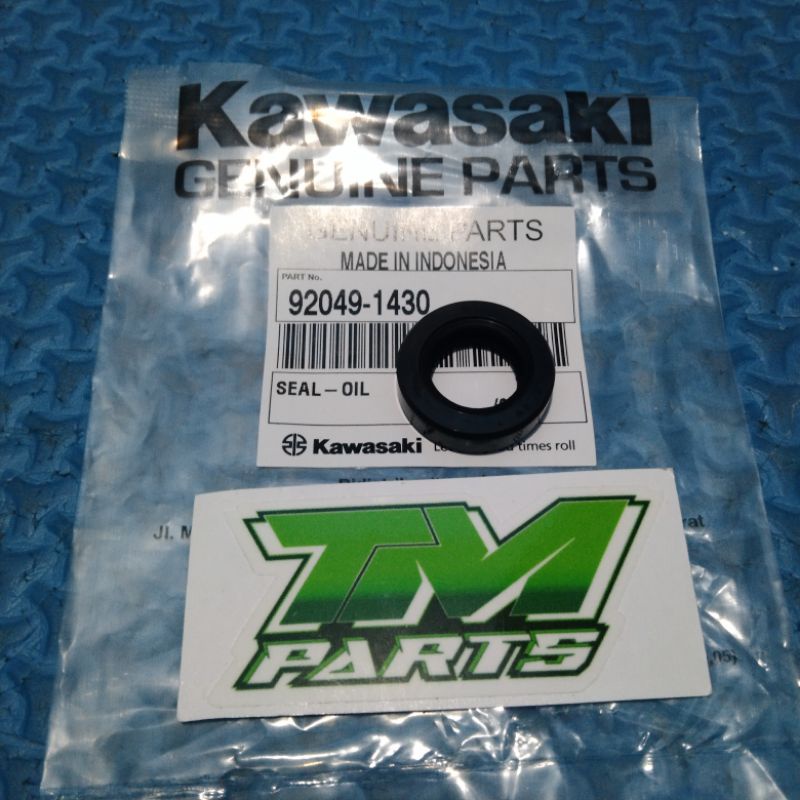 Kawasaki
GENUINE PARTS
GENUINE PARTS
MADE IN INDONESIA
PART No.
92049-1430
SEAL-OIL
Kawasaki
times roll
Jl.
TM
PARTS